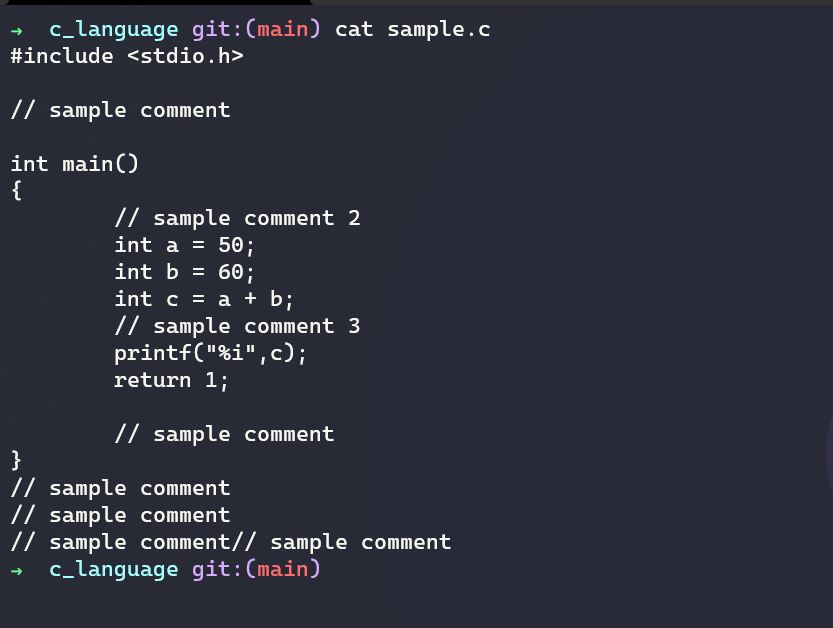 → c_language git:(main) cat sample.c
#include <stdio.h>
// sample comment
int main()
{
// sample comment 2
int a = 50;
int b = 60;
int c = a + b;
// sample comment 3
printf("%i",c);
return 1;
// sample comment
}
// sample comment
// sample comment
// sample comment// sample comment
→ c_language git:(main)